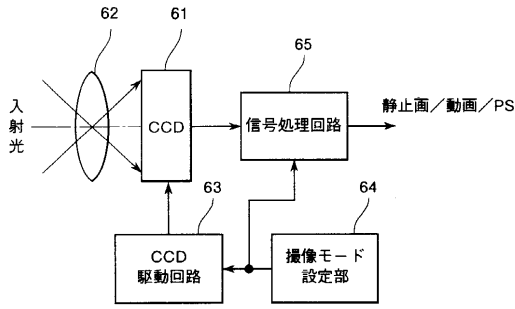 62
61
65
入射光
CCD
信号処理回路
静止画／動画／PS
63
64
CCD
駆動回路
撮像モード
設定部